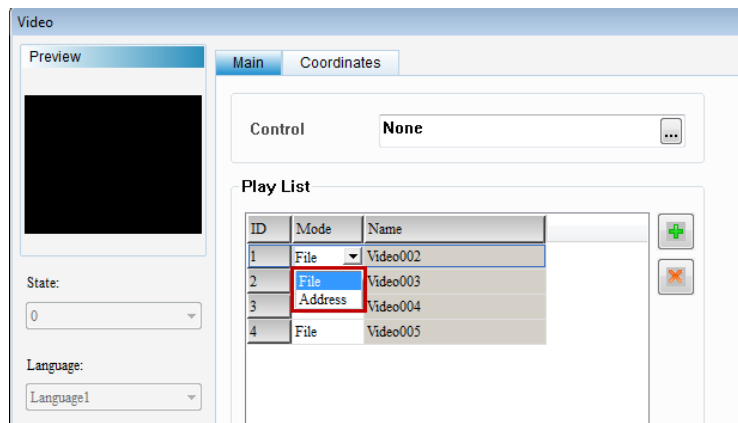 Video
Preview
Main Coordinates
Control None ...
Play List
ID Mode Name
1 File Video002
2 File Video003
3 Address Video004
4 File Video005
State:
0
Language:
Language1